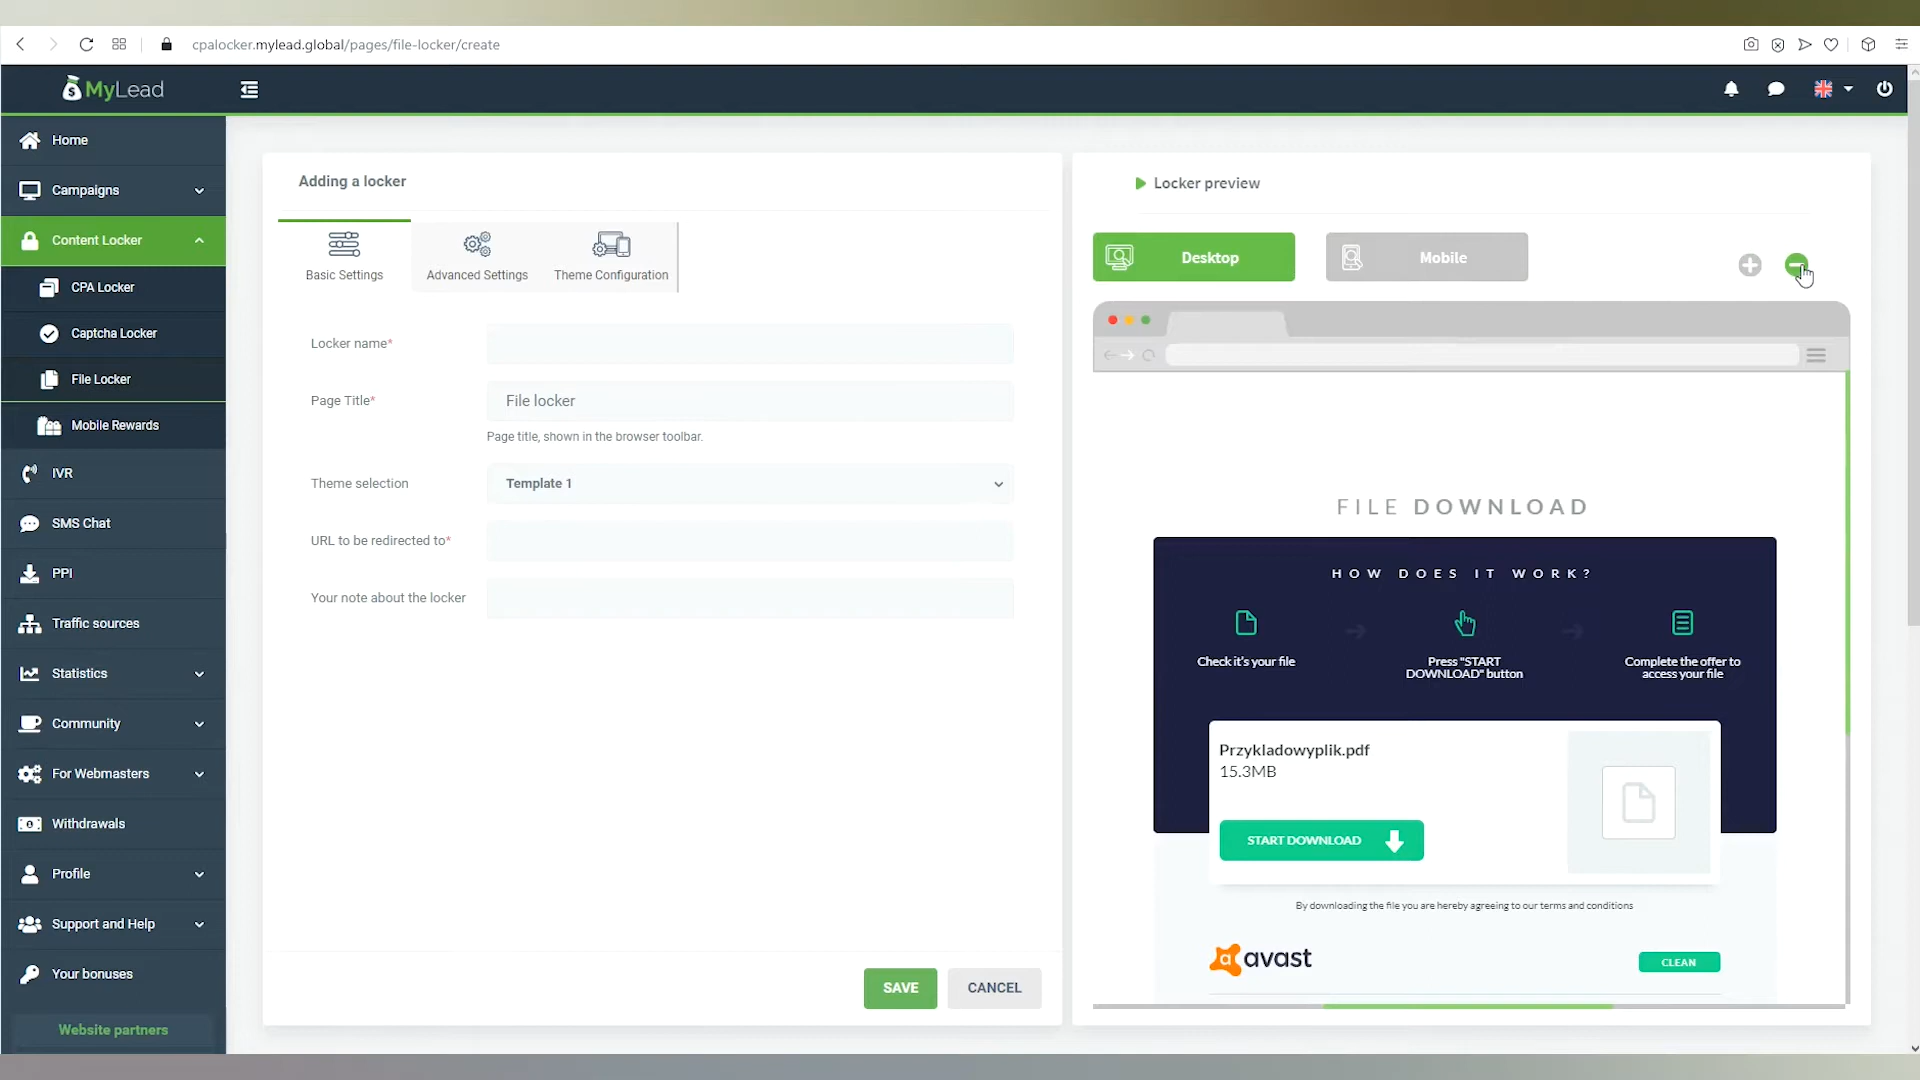 cpalocker.mylead.global/pages/file-locker/create
MyLead
Home
Campaigns
Content Locker
CPA Locker
Captcha Locker
File Locker
Mobile Rewards
IVR
SMS Chat
PPI
Traffic sources
Statistics
Community
For Webmasters
Withdrawals
Profile
Support and Help
Your bonuses
Website partners
Adding a locker
Basic Settings
Advanced Settings
Theme Configuration
Locker name*
Page Title*
File locker
Page title, shown in the browser toolbar.
Theme selection
Template 1
URL to be redirected to*
Your note about the locker
SAVE
CANCEL
Locker preview
Desktop
Mobile
FILE DOWNLOAD
HOW DOES IT WORK?
Check it's your file
Press "START
DOWNLOAD" button
Complete the offer to
access your file
Przykladowyplik.pdf
15.3MB
START DOWNLOAD
By downloading the file you are hereby agreeing to our terms and conditions
avast
CLEAN